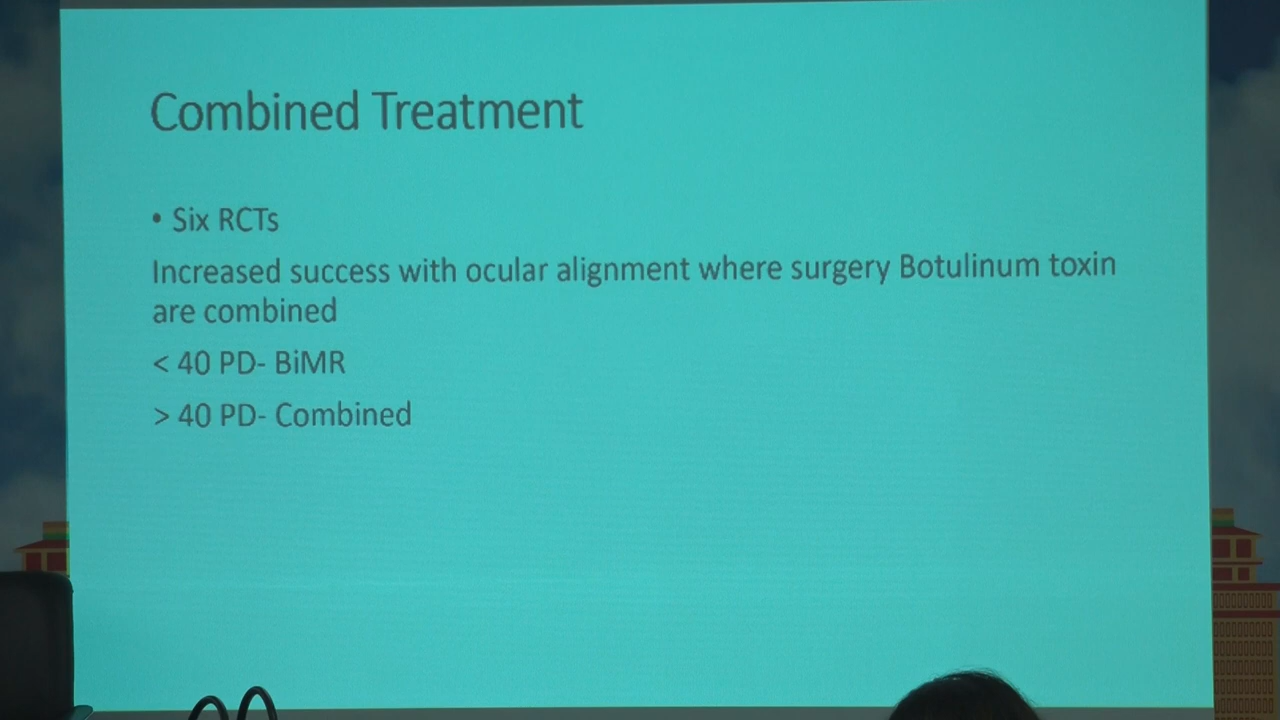 Combined Treatment
• Six RCTs
Increased success with ocular alignment where surgery Botulinum toxin
are combined
< 40 PD- BiMR
> 40 PD- Combined